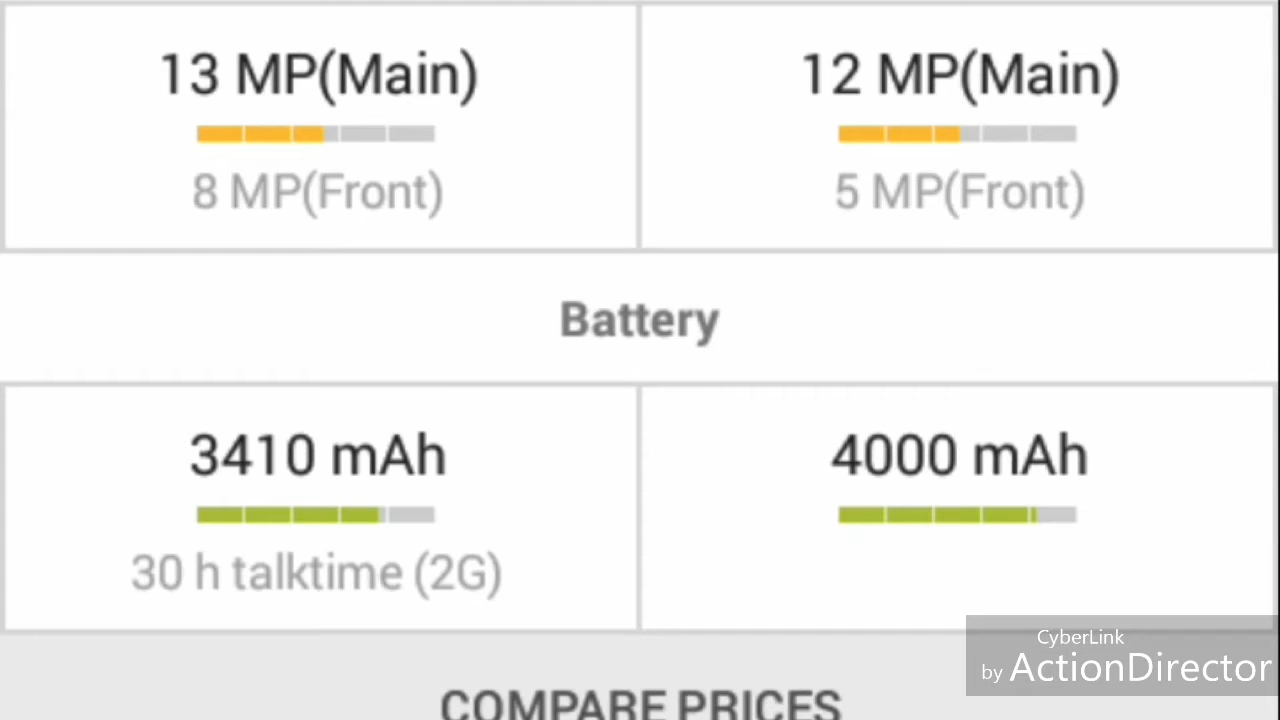 13 MP(Main)
12 MP(Main)
8 MP(Front)
5 MP(Front)
Battery
3410 mAh
4000 mAh
30 h talktime (2G)
CyberLink
by ActionDirector
COMPARE PRICES